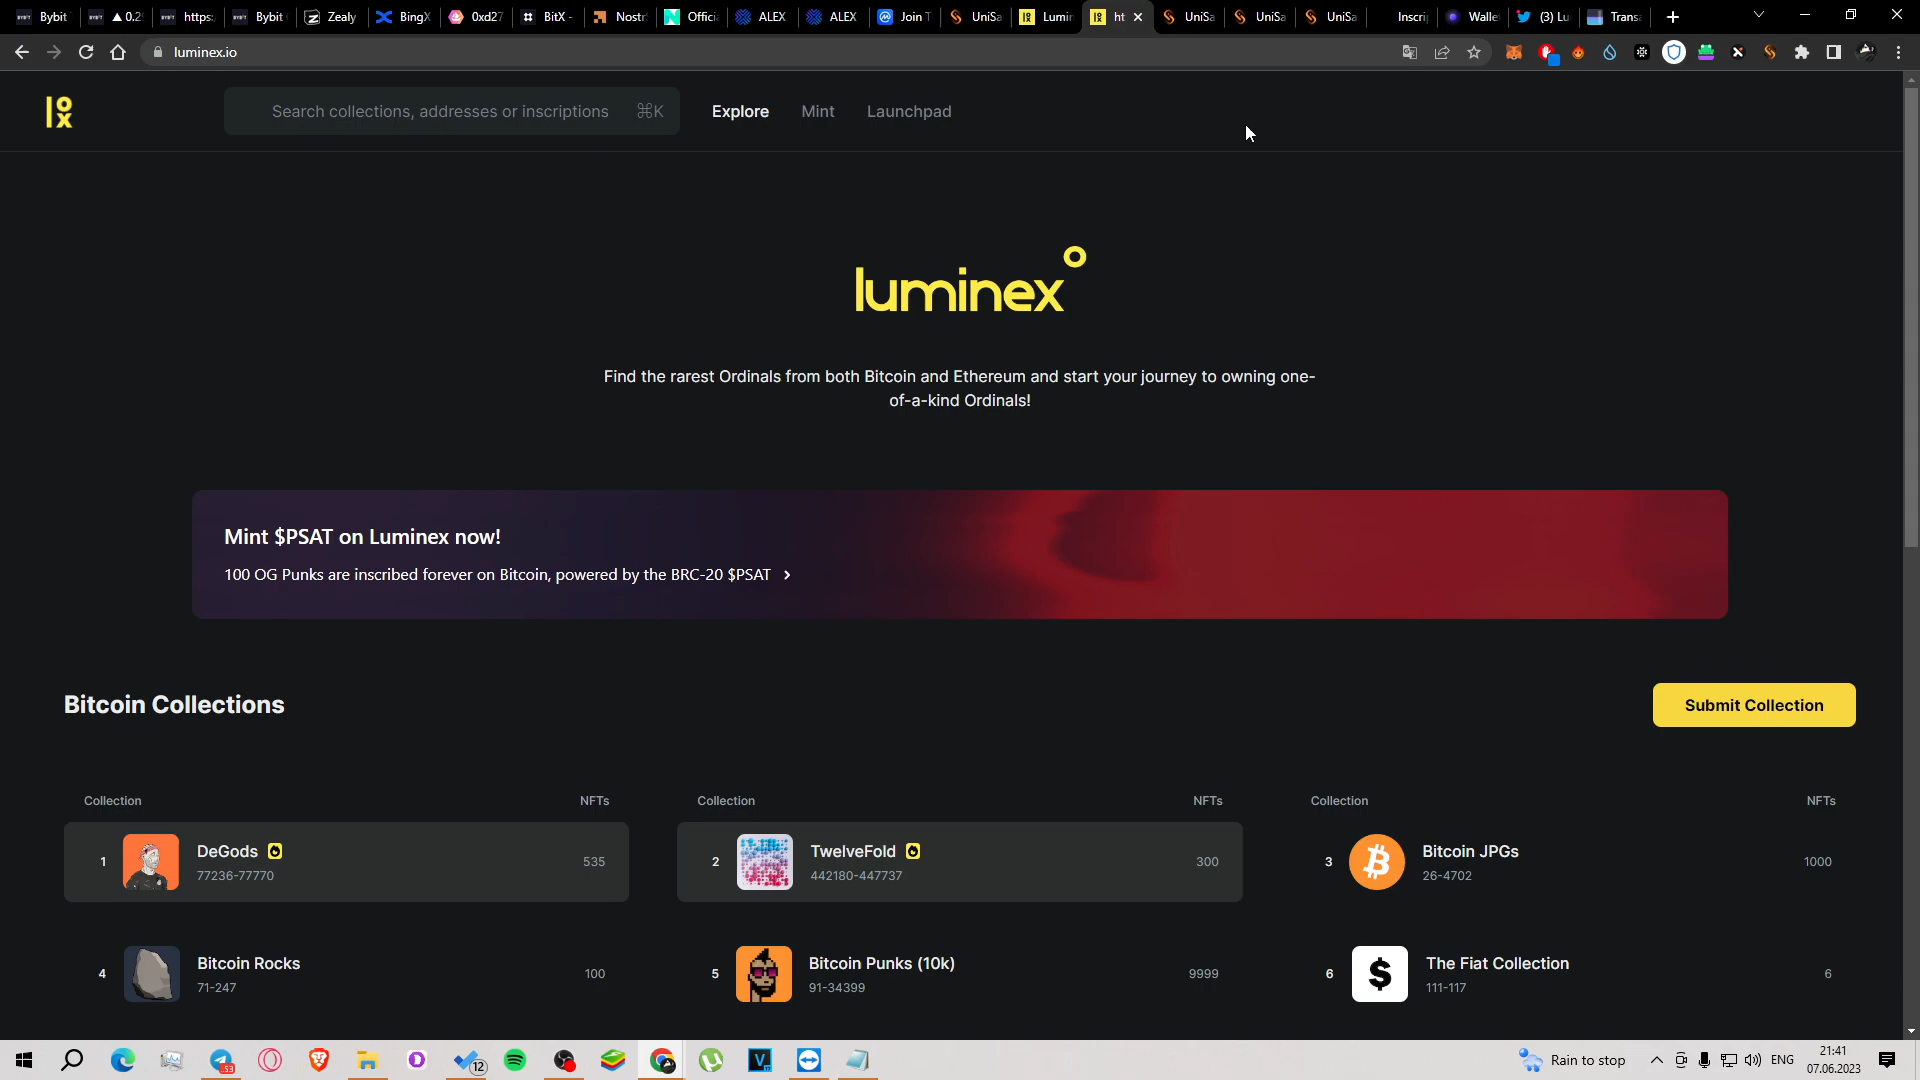 Bybit
0.2
https:
Bybit
Zealy
BingX
0xd27
BitX -
Nostr
Offici
ALEX
ALEX
Join T
UniSa
Lumin
ht
UniSa
UniSa
UniSa
Inscri
Walle
(3) Lu
Transa
luminex.io
Search collections, addresses or inscriptions ⌘K
Explore
Mint
Launchpad
luminex
Find the rarest Ordinals from both Bitcoin and Ethereum and start your journey to owning one-
of-a-kind Ordinals!
Mint $PSAT on Luminex now!
100 OG Punks are inscribed forever on Bitcoin, powered by the BRC-20 $PSAT
Bitcoin Collections
Submit Collection
Collection NFTs
Collection NFTs
Collection NFTs
1 DeGods 535
77236-77770
2 TwelveFold 300
442180-447737
3 Bitcoin JPGs 1000
26-4702
4 Bitcoin Rocks 100
71-247
5 Bitcoin Punks (10k) 9999
91-34399
6 The Fiat Collection 6
111-117
53
12
Rain to stop
ENG
21:41
07.06.2023